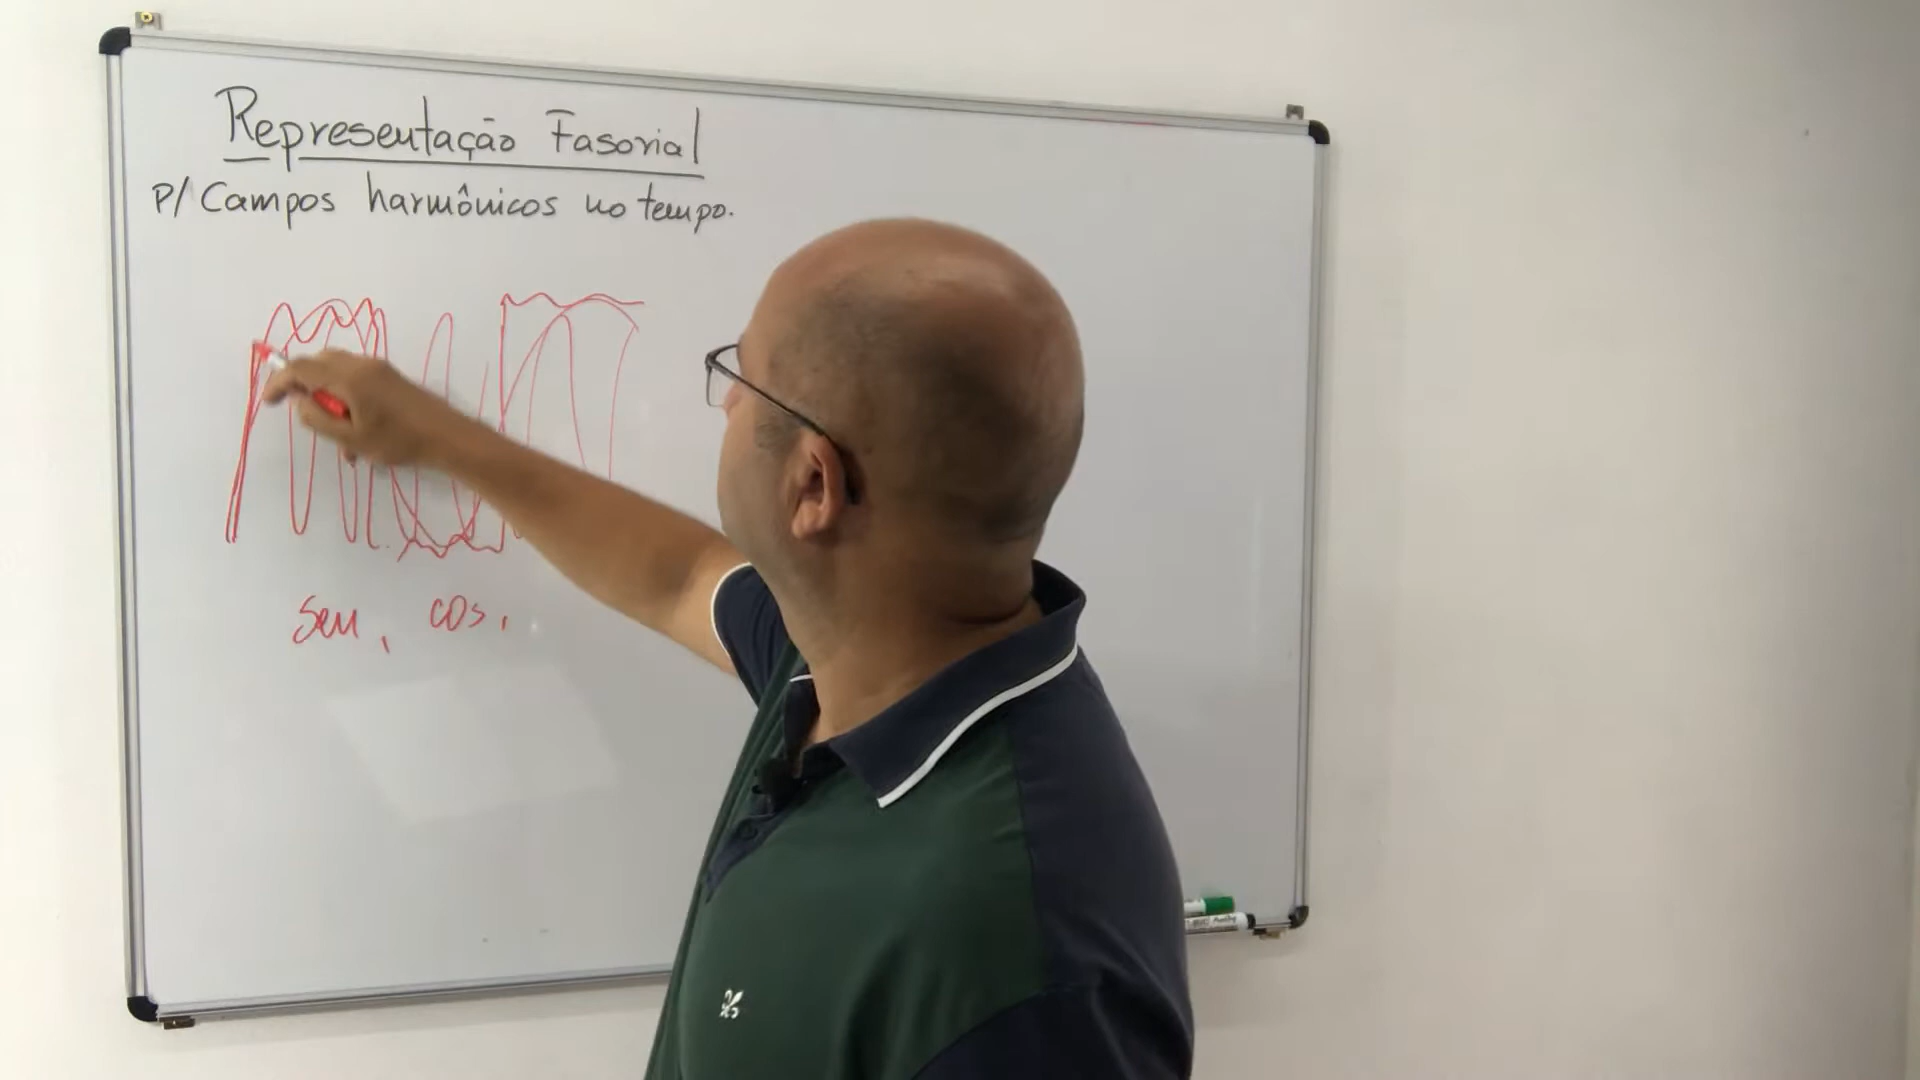 Representação Fasorial
P/ Campos harmônicos no tempo.
sen, cos,